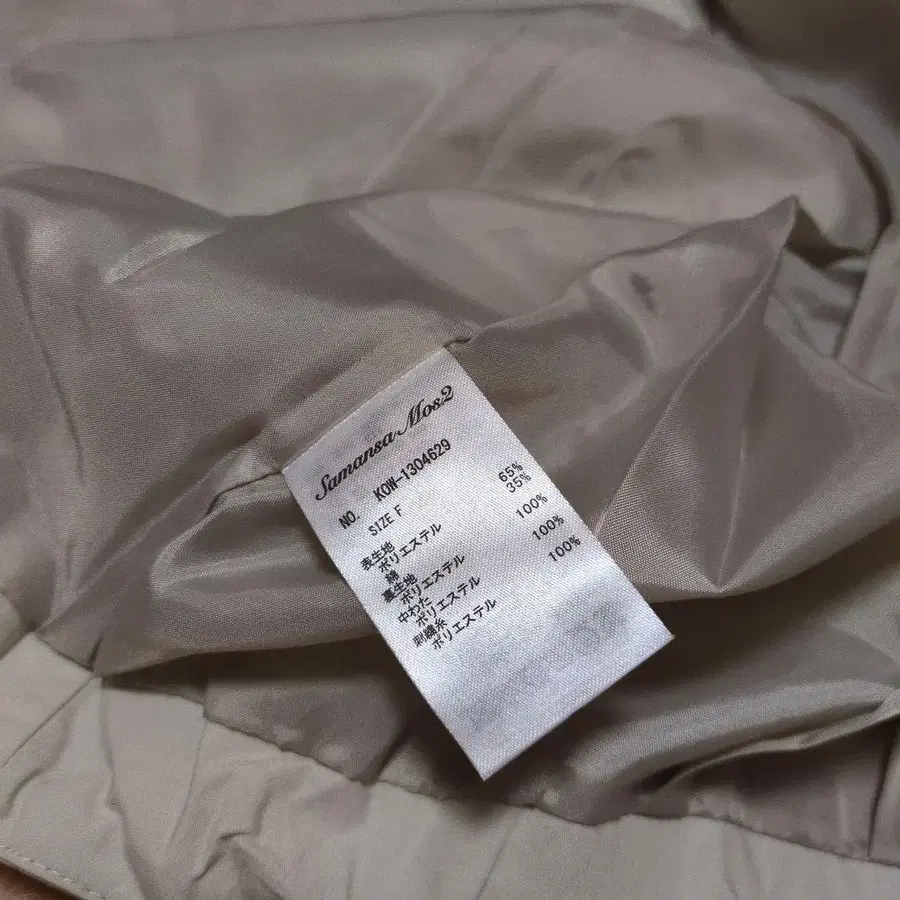 Samansa Mos2
NO. KOW-1304629
SIZE F
表生地
ポリエステル 65%
綿 35%
裏生地
ポリエステル 100%
中わた
ポリエステル 100%
刺繍糸
ポリエステル 100%